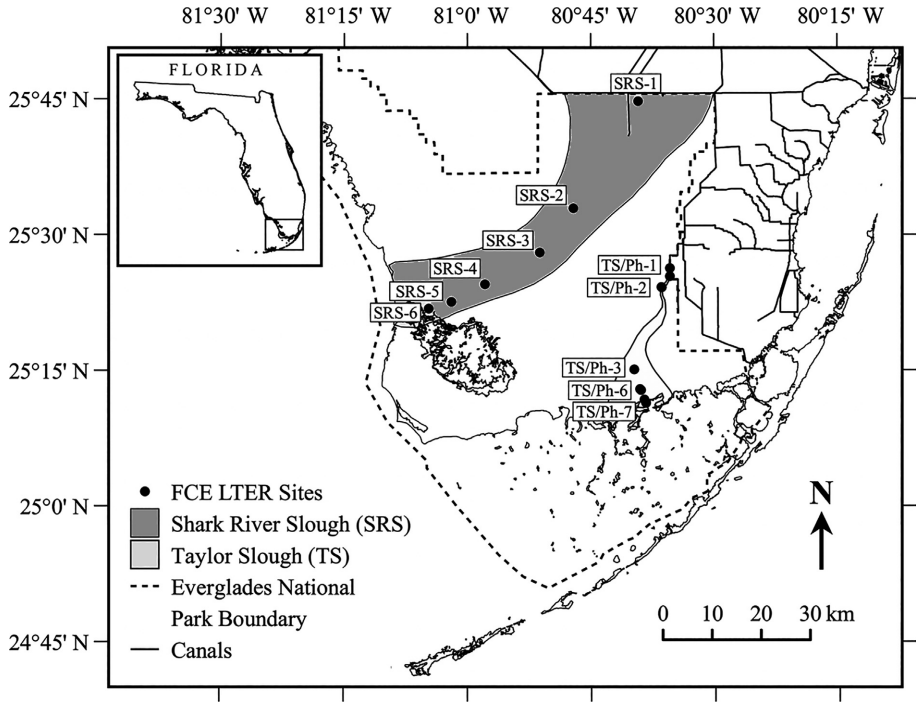 81°30' W 81°15' W 81°0' W 80°45' W 80°30' W 80°15' W
FLORIDA
25°45' N
25°30' N
25°15' N
25°0' N
24°45' N
SRS-1
SRS-2
SRS-3
SRS-4
SRS-5
SRS-6
TS/Ph-1
TS/Ph-2
TS/Ph-3
TS/Ph-6
TS/Ph-7
FCE LTER Sites
Shark River Slough (SRS)
Taylor Slough (TS)
Everglades National
Park Boundary
Canals
N
0 10 20 30 km